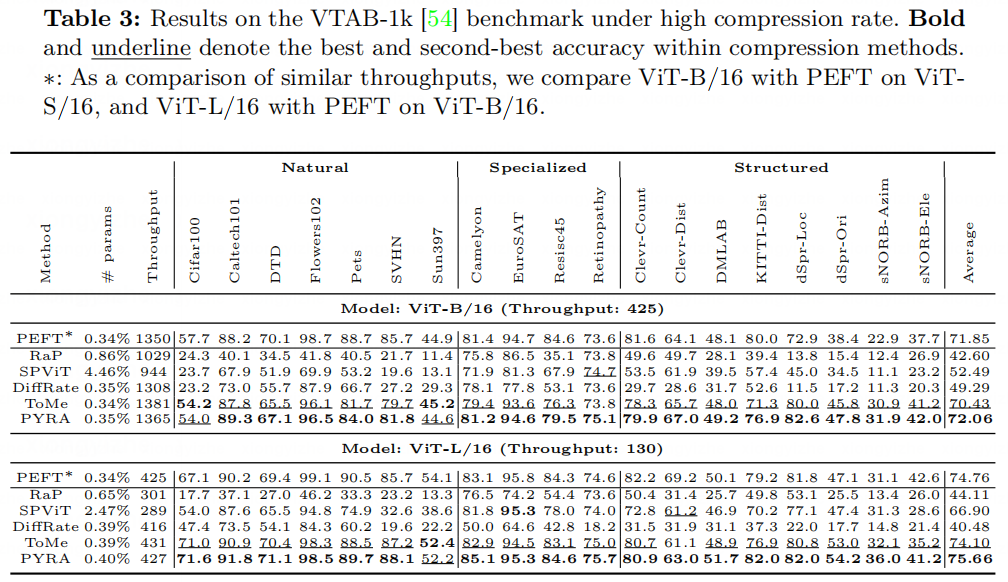 Table 3: Results on the VTAB-1k [54] benchmark under high compression rate. Bold
and underline denote the best and second-best accuracy within compression methods.
*: As a comparison of similar throughputs, we compare ViT-B/16 with PEFT on ViT-
S/16, and ViT-L/16 with PEFT on ViT-B/16.
Natural Specialized Structured
Method # params Throughput Cifar100 Caltech101 DTD Flowers102 Pets SVHN Sun397 Camelyon EuroSAT Resisc45 Retinopathy Clevr-Count Clevr-Dist DMLAB KITTI-Dist dSpr-Loc dSpr-Ori sNORB-Azim sNORB-Ele Average
Model: ViT-B/16 (Throughput: 425)
PEFT* 0.34% 1350 57.7 88.2 70.1 98.7 88.7 85.7 44.9 81.4 94.7 84.6 73.6 81.6 64.1 48.1 80.0 72.9 38.4 22.9 37.7 71.85
RaP 0.86% 1029 24.3 40.1 34.5 41.8 40.5 21.7 11.4 75.8 86.5 35.1 73.8 49.6 49.7 28.1 39.4 13.8 15.4 12.4 26.9 42.60
SPViT 4.46% 944 23.7 67.9 51.9 69.9 53.2 19.6 13.1 71.9 81.3 67.9 74.7 53.5 61.9 39.5 57.4 45.0 34.5 11.1 23.2 52.49
DiffRate 0.35% 1308 23.2 73.0 55.7 87.9 66.7 27.2 29.3 78.1 77.8 53.1 73.6 29.7 28.6 31.7 52.6 11.5 17.2 11.3 20.3 49.29
ToMe 0.34% 1381 54.2 87.8 65.5 96.1 81.7 79.7 45.2 79.4 93.6 76.3 73.8 78.3 65.7 48.0 71.3 80.0 45.8 30.9 41.2 70.43
PYRA 0.35% 1365 54.0 89.3 67.1 96.5 84.0 81.8 44.6 81.2 94.6 79.5 75.1 79.9 67.0 49.2 76.9 82.6 47.8 31.9 42.0 72.06
Model: ViT-L/16 (Throughput: 130)
PEFT* 0.34% 425 67.1 90.2 69.4 99.1 90.5 85.7 54.1 83.1 95.8 84.3 74.6 82.2 69.2 50.1 79.2 81.8 47.1 31.1 42.6 74.76
RaP 0.65% 301 17.7 37.1 27.0 46.2 33.3 23.2 13.3 76.5 74.2 54.4 73.6 50.4 31.4 25.7 49.8 53.1 25.5 13.4 26.0 44.11
SPViT 2.47% 289 54.0 87.6 65.5 94.8 74.9 32.6 38.6 81.8 95.3 78.0 74.0 72.8 61.2 46.9 70.2 77.1 47.4 31.3 28.6 66.90
DiffRate 0.39% 416 47.4 73.5 54.1 84.3 60.2 19.6 22.2 50.0 64.6 42.8 18.2 31.5 31.9 31.1 37.3 22.0 17.7 14.8 21.4 40.48
ToMe 0.39% 431 71.0 90.9 70.4 98.3 88.5 87.2 52.4 82.9 94.5 83.1 75.0 80.7 61.1 48.9 76.9 80.8 53.0 32.1 35.2 74.10
PYRA 0.40% 427 71.6 91.8 71.1 98.5 89.7 88.1 52.2 85.1 95.3 84.6 75.7 80.9 63.0 51.7 82.0 82.0 54.2 36.0 41.2 75.66